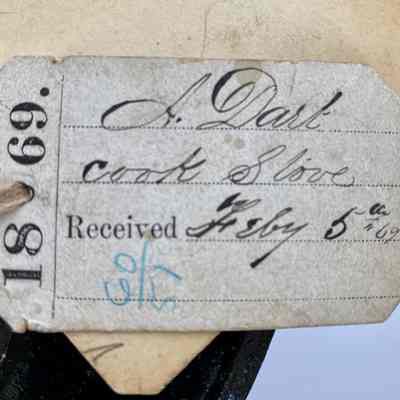 1869.
A. Dart
cook Stove
Received Feby 5th 69